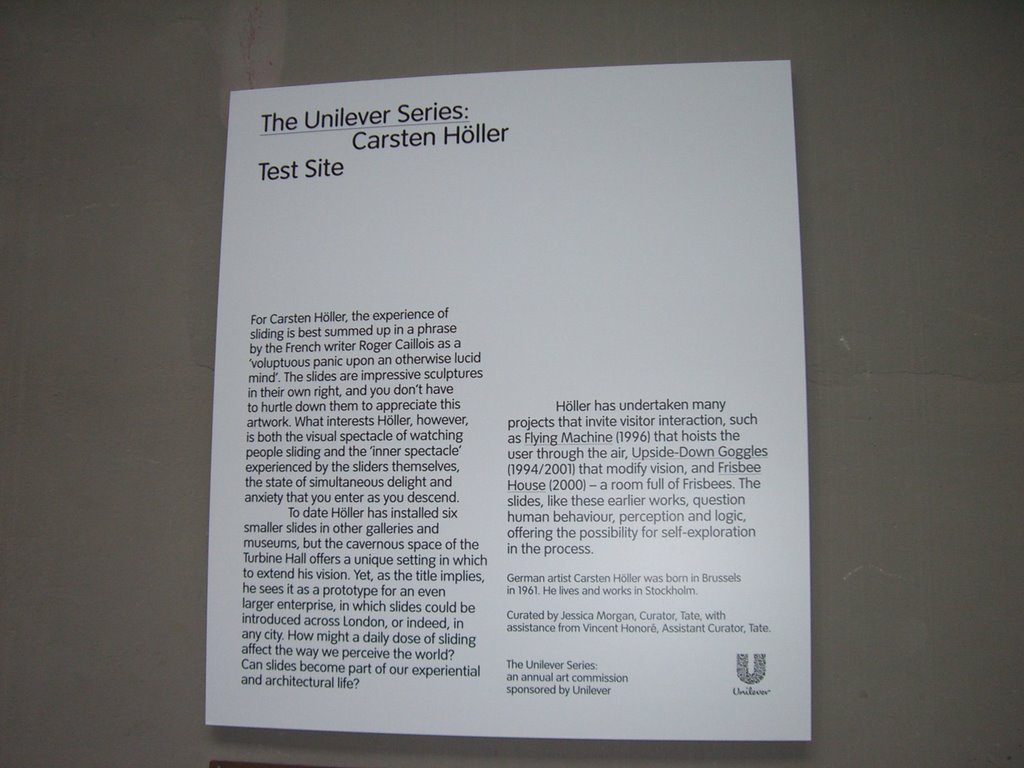 The Unilever Series:
Carsten Höller
Test Site
For Carsten Höller, the experience of
sliding is best summed up in a phrase
by the French writer Roger Caillois as a
'voluptuous panic upon an otherwise lucid
mind'. The slides are impressive sculptures
in their own right, and you don't have
to hurtle down them to appreciate this
artwork. What interests Höller, however,
is both the visual spectacle of watching
people sliding and the 'inner spectacle'
experienced by the sliders themselves,
the state of simultaneous delight and
anxiety that you enter as you descend.
To date Höller has installed six
smaller slides in other galleries and
museums, but the cavernous space of the
Turbine Hall offers a unique setting in which
to extend his vision. Yet, as the title implies,
he sees it as a prototype for an even
larger enterprise, in which slides could be
introduced across London, or indeed, in
any city. How might a daily dose of sliding
affect the way we perceive the world?
Can slides become part of our experiential
and architectural life?
Höller has undertaken many
projects that invite visitor interaction, such
as Flying Machine (1996) that hoists the
user through the air, Upside-Down Goggles
(1994/2001) that modify vision, and Frisbee
House (2000) – a room full of Frisbees. The
slides, like these earlier works, question
human behaviour, perception and logic,
offering the possibility for self-exploration
in the process.
German artist Carsten Höller was born in Brussels
in 1961. He lives and works in Stockholm.
Curated by Jessica Morgan, Curator, Tate, with
assistance from Vincent Honoré, Assistant Curator, Tate.
The Unilever Series:
an annual art commission
sponsored by Unilever
Unilever